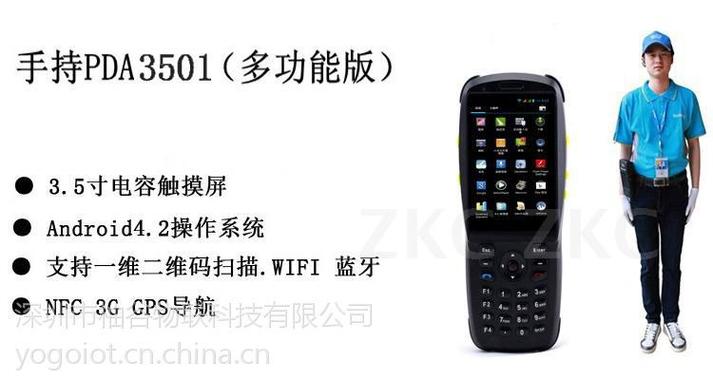 手持PDA3501（多功能版）
● 3.5寸电容触摸屏
● Android4.2操作系统
● 支持一维二维码扫描.WIFI 蓝牙
● NFC 3G GPS导航
深圳市柚谷物联科技有限公司
yogoiot.cn.china.cn
ZKC ZKC
Esc Enter
F1
F2
F3
F4